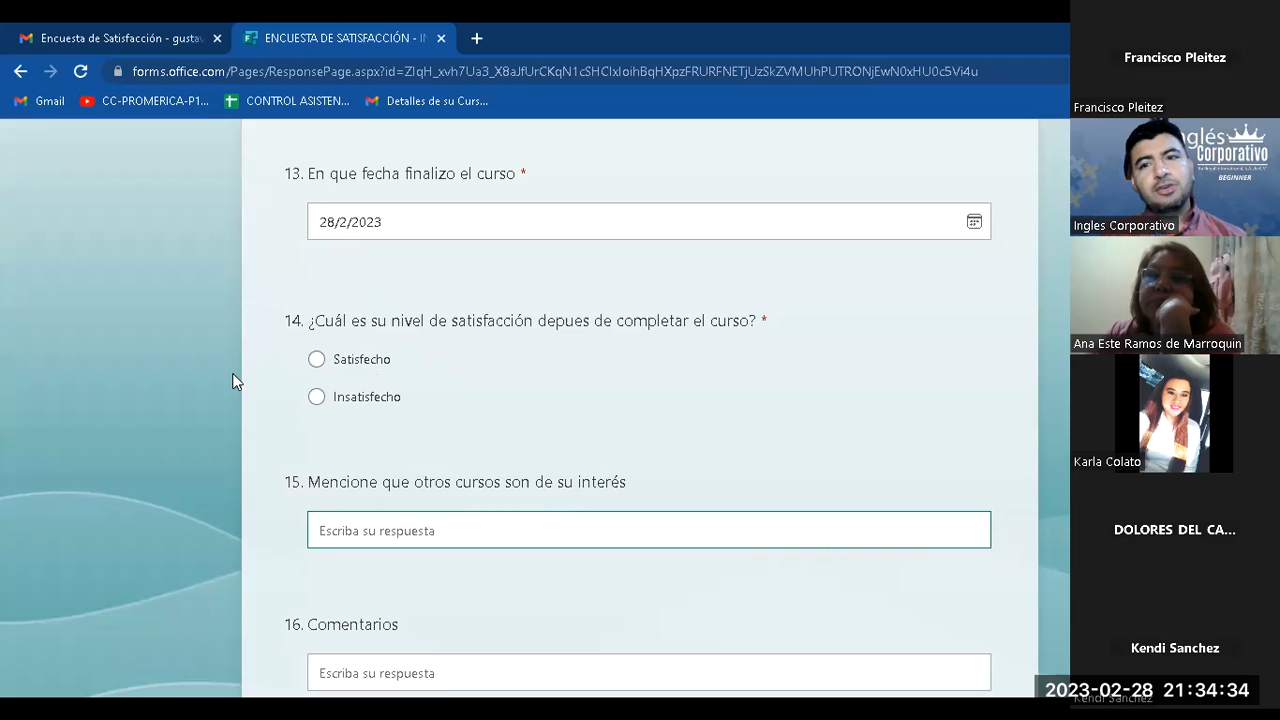 Encuesta de Satisfacción - gusta
ENCUESTA DE SATISFACCIÓN - I
forms.office.com/Pages/ResponsePage.aspx?id=ZIqH_xvh7Ua3_X8aJfUrCKqN1cSHClxIoihBqHXpzFRURFNETjUzSkZVMUhPUTRONjEwN0xHU0c5Vi4u
Gmail
CC-PROMERICA-P1...
CONTROL ASISTEN...
Detalles de su Curs...
13. En que fecha finalizo el curso *
28/2/2023
14. ¿Cuál es su nivel de satisfacción depues de completar el curso? *
Satisfecho
Insatisfecho
15. Mencione que otros cursos son de su interés
Escriba su respuesta
16. Comentarios
Escriba su respuesta
Francisco Pleitez
Francisco Pleitez
Inglés
Corporativo
BEGINNER
Ingles Corporativo
Ana Este Ramos de Marroquin
Karla Colato
DOLORES DEL CA...
Kendi Sanchez
2023-02-28 21:34:34
Kendi Sanchez